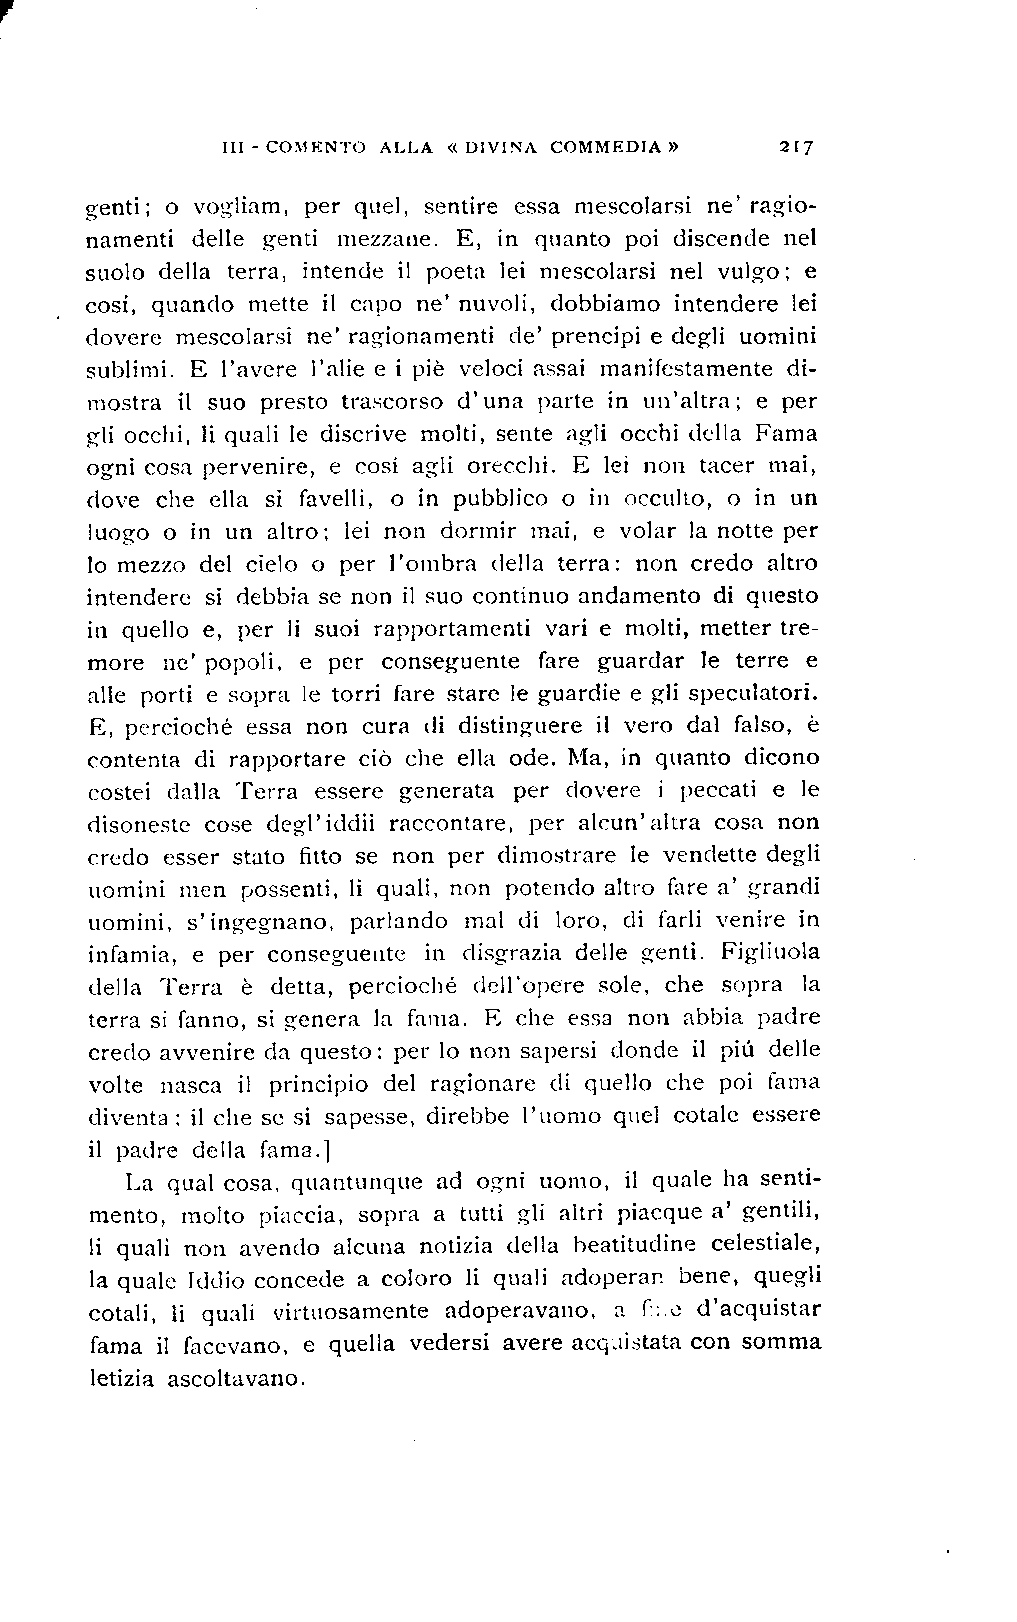 III - COMENTO ALLA « DIVINA COMMEDIA » 217
genti; o vogliam, per quel, sentire essa mescolarsi ne' ragio-
namenti delle genti mezzane. E, in quanto poi discende nel
suolo della terra, intende il poeta lei mescolarsi nel vulgo; e
cosí, quando mette il capo ne' nuvoli, dobbiamo intendere lei
dovere mescolarsi ne' ragionamenti de' prencipi e degli uomini
sublimi. E l'avere l'alie e i piè veloci assai manifestamente di-
mostra il suo presto trascorso d'una parte in un'altra; e per
gli occhi, li quali le discrive molti, sente agli occhi della Fama
ogni cosa pervenire, e cosí agli orecchi. E lei non tacer mai,
dove che ella si favelli, o in pubblico o in occulto, o in un
luogo o in un altro; lei non dormir mai, e volar la notte per
lo mezzo del cielo o per l'ombra della terra: non credo altro
intendere si debbia se non il suo continuo andamento di questo
in quello e, per li suoi rapportamenti vari e molti, metter tre-
more ne' popoli, e per conseguente fare guardar le terre e
alle porti e sopra le torri fare stare le guardie e gli speculatori.
E, percioché essa non cura di distinguere il vero dal falso, è
contenta di rapportare ciò che ella ode. Ma, in quanto dicono
costei dalla Terra essere generata per dovere i peccati e le
disoneste cose degl'iddii raccontare, per alcun'altra cosa non
credo esser stato fitto se non per dimostrare le vendette degli
uomini men possenti, li quali, non potendo altro fare a' grandi
uomini, s'ingegnano, parlando mal di loro, di farli venire in
infamia, e per conseguente in disgrazia delle genti. Figliuola
della Terra è detta, percioché dell'opere sole, che sopra la
terra si fanno, si genera la fama. E che essa non abbia padre
credo avvenire da questo: per lo non sapersi donde il piú delle
volte nasca il principio del ragionare di quello che poi fama
diventa; il che se si sapesse, direbbe l'uomo quel cotale essere
il padre della fama.]
La qual cosa, quantunque ad ogni uomo, il quale ha senti-
mento, molto piaccia, sopra a tutti gli altri piacque a' gentili,
li quali non avendo alcuna notizia della beatitudine celestiale,
la quale Iddio concede a coloro li quali adoperan bene, quegli
cotali, li quali virtuosamente adoperavano, a fine d'acquistar
fama il facevano, e quella vedersi avere acquistata con somma
letizia ascoltavano.